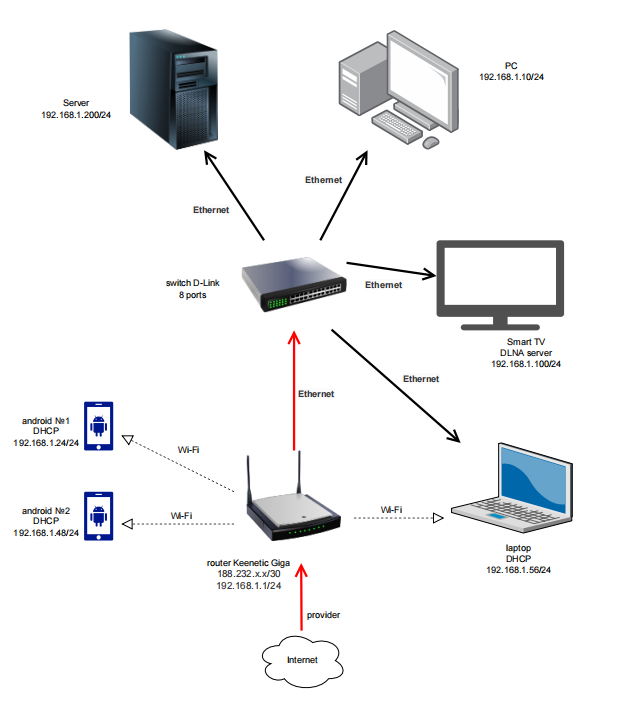 PC
192.168.1.10/24
Server
192.168.1.200/24
Ethernet
Ethernet
switch D-Link
8 ports
Ethernet
Smart TV
DLNA server
192.168.1.100/24
Ethernet
Ethernet
android №1
DHCP
192.168.1.24/24
Wi-Fi
android №2
DHCP
192.168.1.48/24
Wi-Fi
Wi-Fi
laptop
DHCP
192.168.1.56/24
router Keenetic Giga
188.232.x.x/30
192.168.1.1/24
provider
Internet